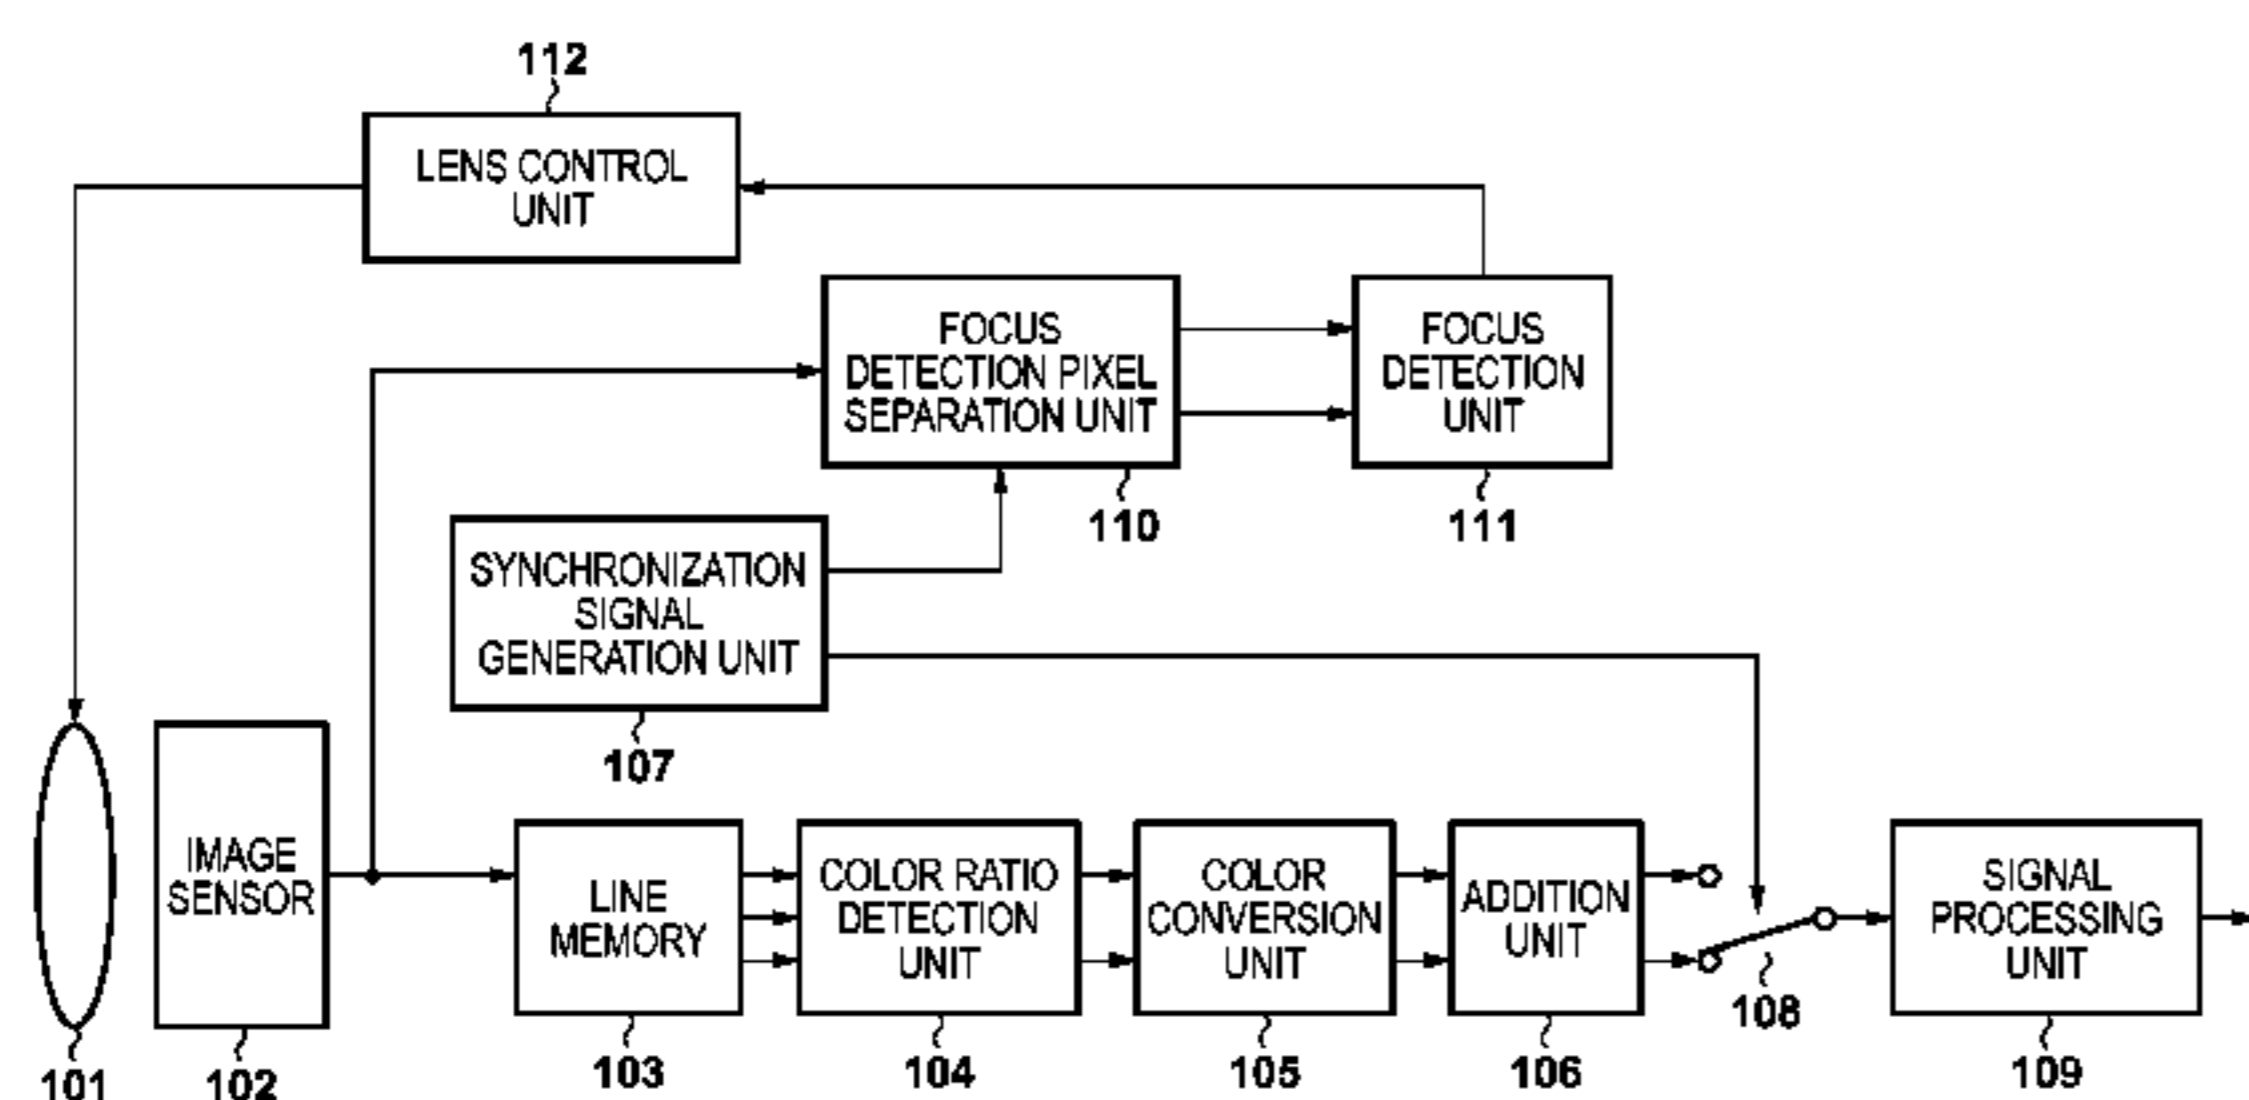 112
LENS CONTROL
UNIT
FOCUS
DETECTION PIXEL
SEPARATION UNIT
110
FOCUS
DETECTION
UNIT
111
SYNCHRONIZATION
SIGNAL
GENERATION UNIT
107
101
IMAGE
SENSOR
102
LINE
MEMORY
103
COLOR RATIO
DETECTION
UNIT
104
COLOR
CONVERSION
UNIT
105
ADDITION
UNIT
106
108
SIGNAL
PROCESSING
UNIT
109